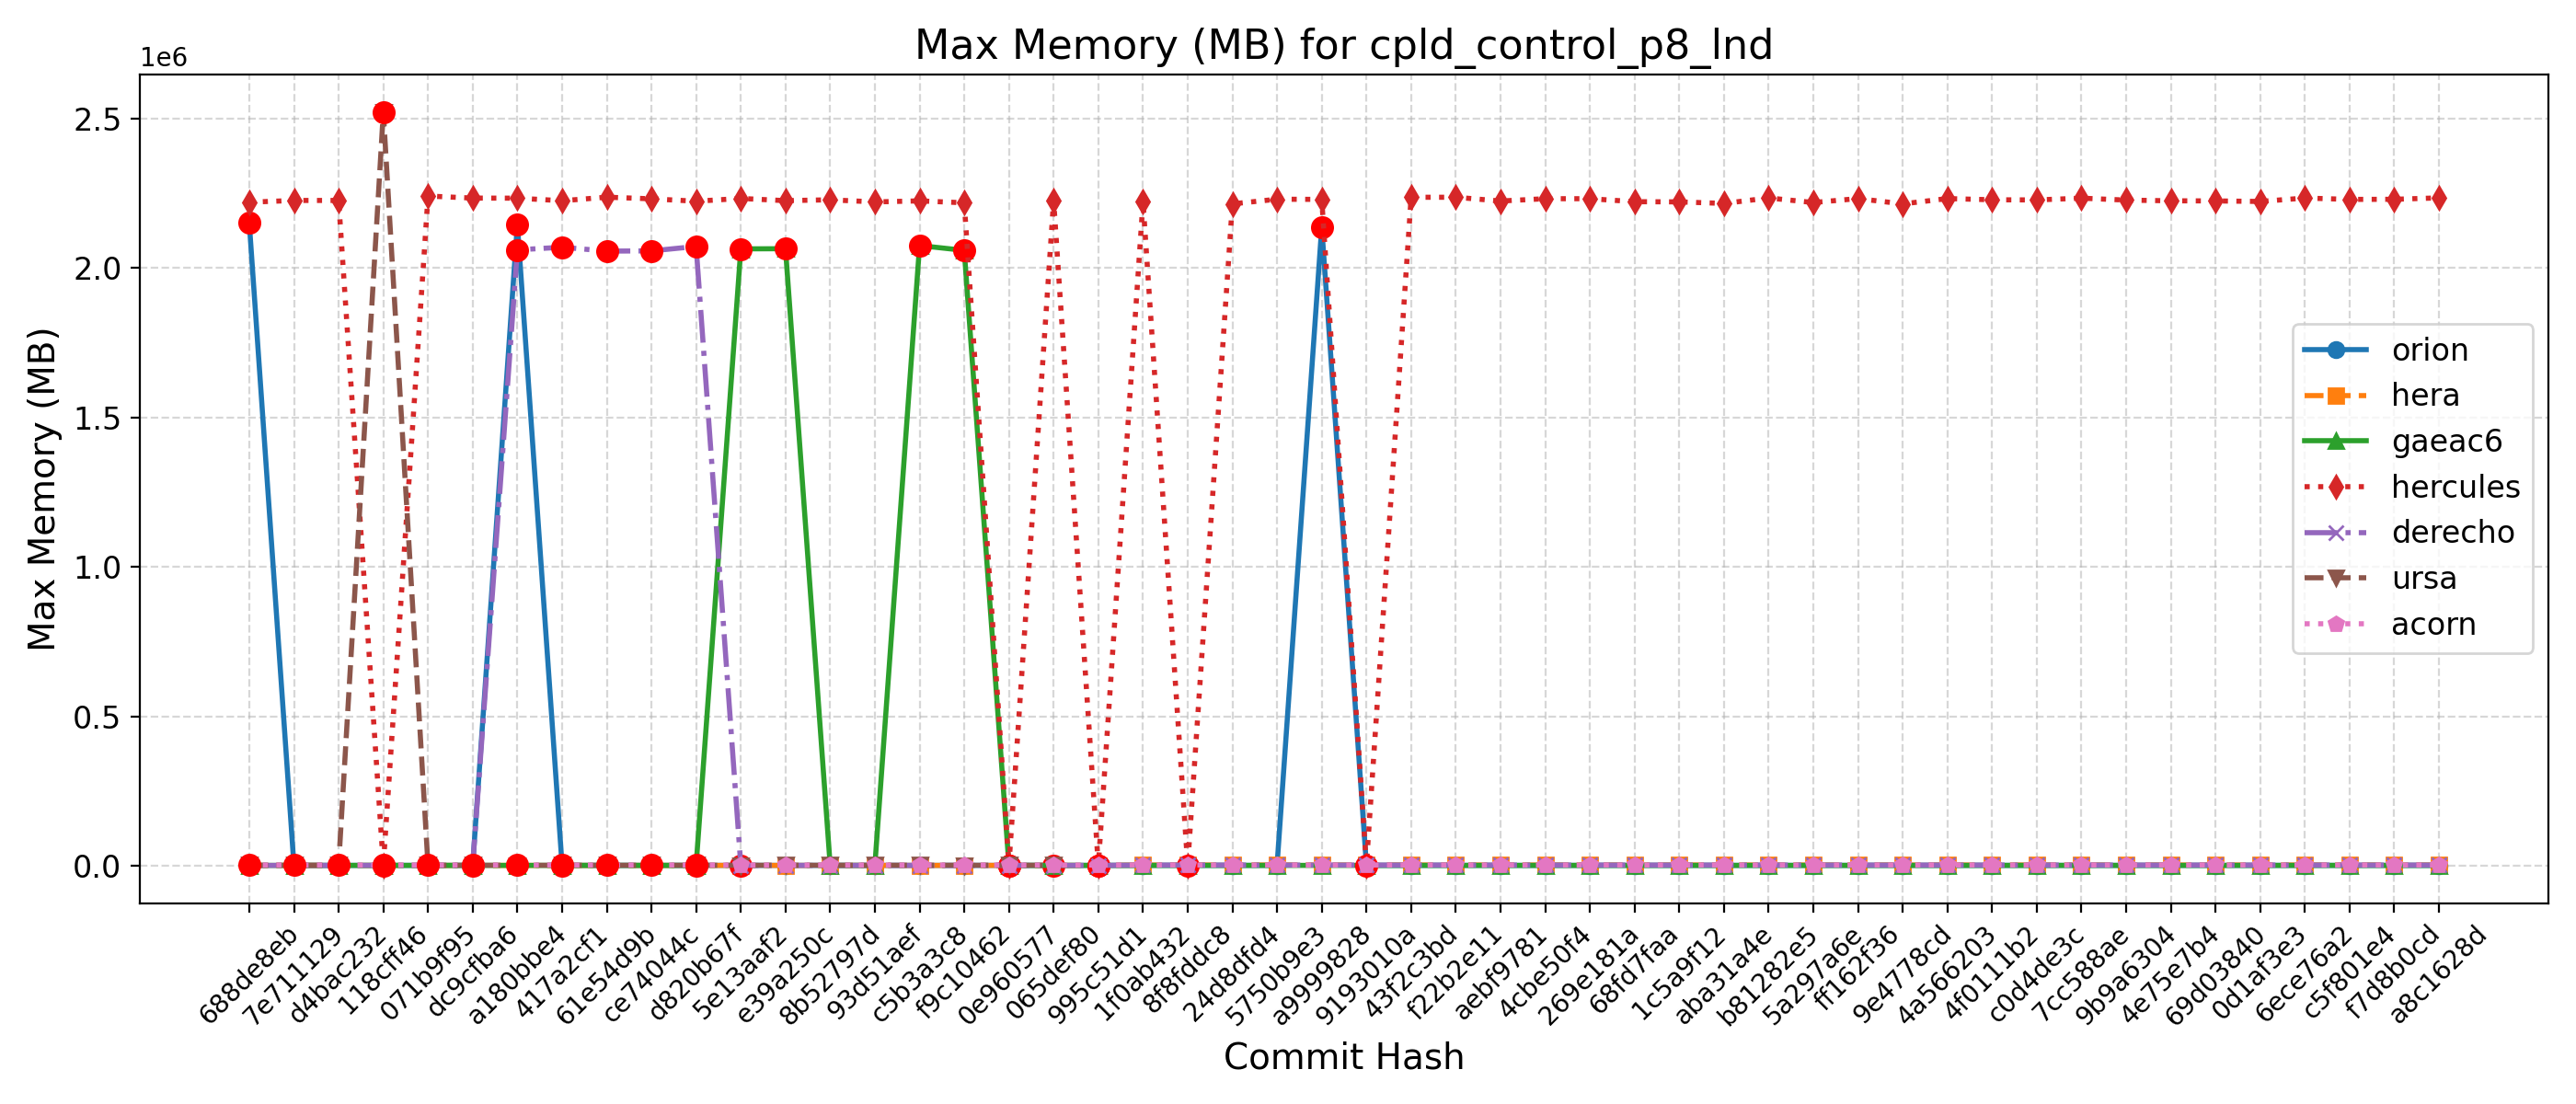 Max Memory (MB) for cpld_control_p8_lnd
1e6
2.5
2.0
1.5
1.0
0.5
0.0
Max Memory (MB)
orion
hera
gaeac6
hercules
derecho
ursa
acorn
688de8eb
7e711129
d4bac232
118cff46
071b9f95
dc9cfba6
a180bbe4
417a2cf1
61e54d9b
ce74044c
d820b67f
5e13aaf2
e39a250c
8b52797d
93d51aef
c5b3a3c8
f9c10462
0e960577
065def80
995c51d1
1f0ab432
8f8fddc8
24d8dfd4
5750b9e3
a9999828
9193010a
43f2c3bd
f22b2e11
aebf9781
4cbe50f4
269e181a
68fd7faa
1c5a9f12
aba31a4e
b81282e5
5a297a6e
ff162f36
9e4778cd
4a566203
4f0111b2
c0d4de3c
7cc588ae
9b9a6304
4e75e7b4
69d03840
0d1af3e3
6ece76a2
c5f801e4
f7d8b0cd
a8c1628d
Commit Hash